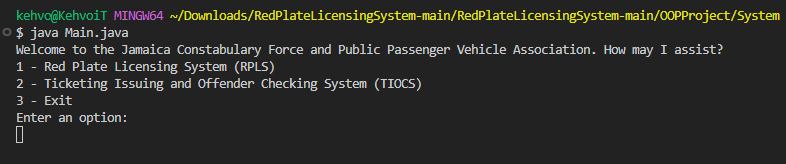 kehvo@KehvoiT MINGW64 ~/Downloads/RedPlateLicensingSystem-main/RedPlateLicensingSystem-main/OOPProject/System
$ java Main.java
Welcome to the Jamaica Constabulary Force and Public Passenger Vehicle Association. How may I assist?
1 - Red Plate Licensing System (RPLS)
2 - Ticketing Issuing and Offender Checking System (TIOCS)
3 - Exit
Enter an option: